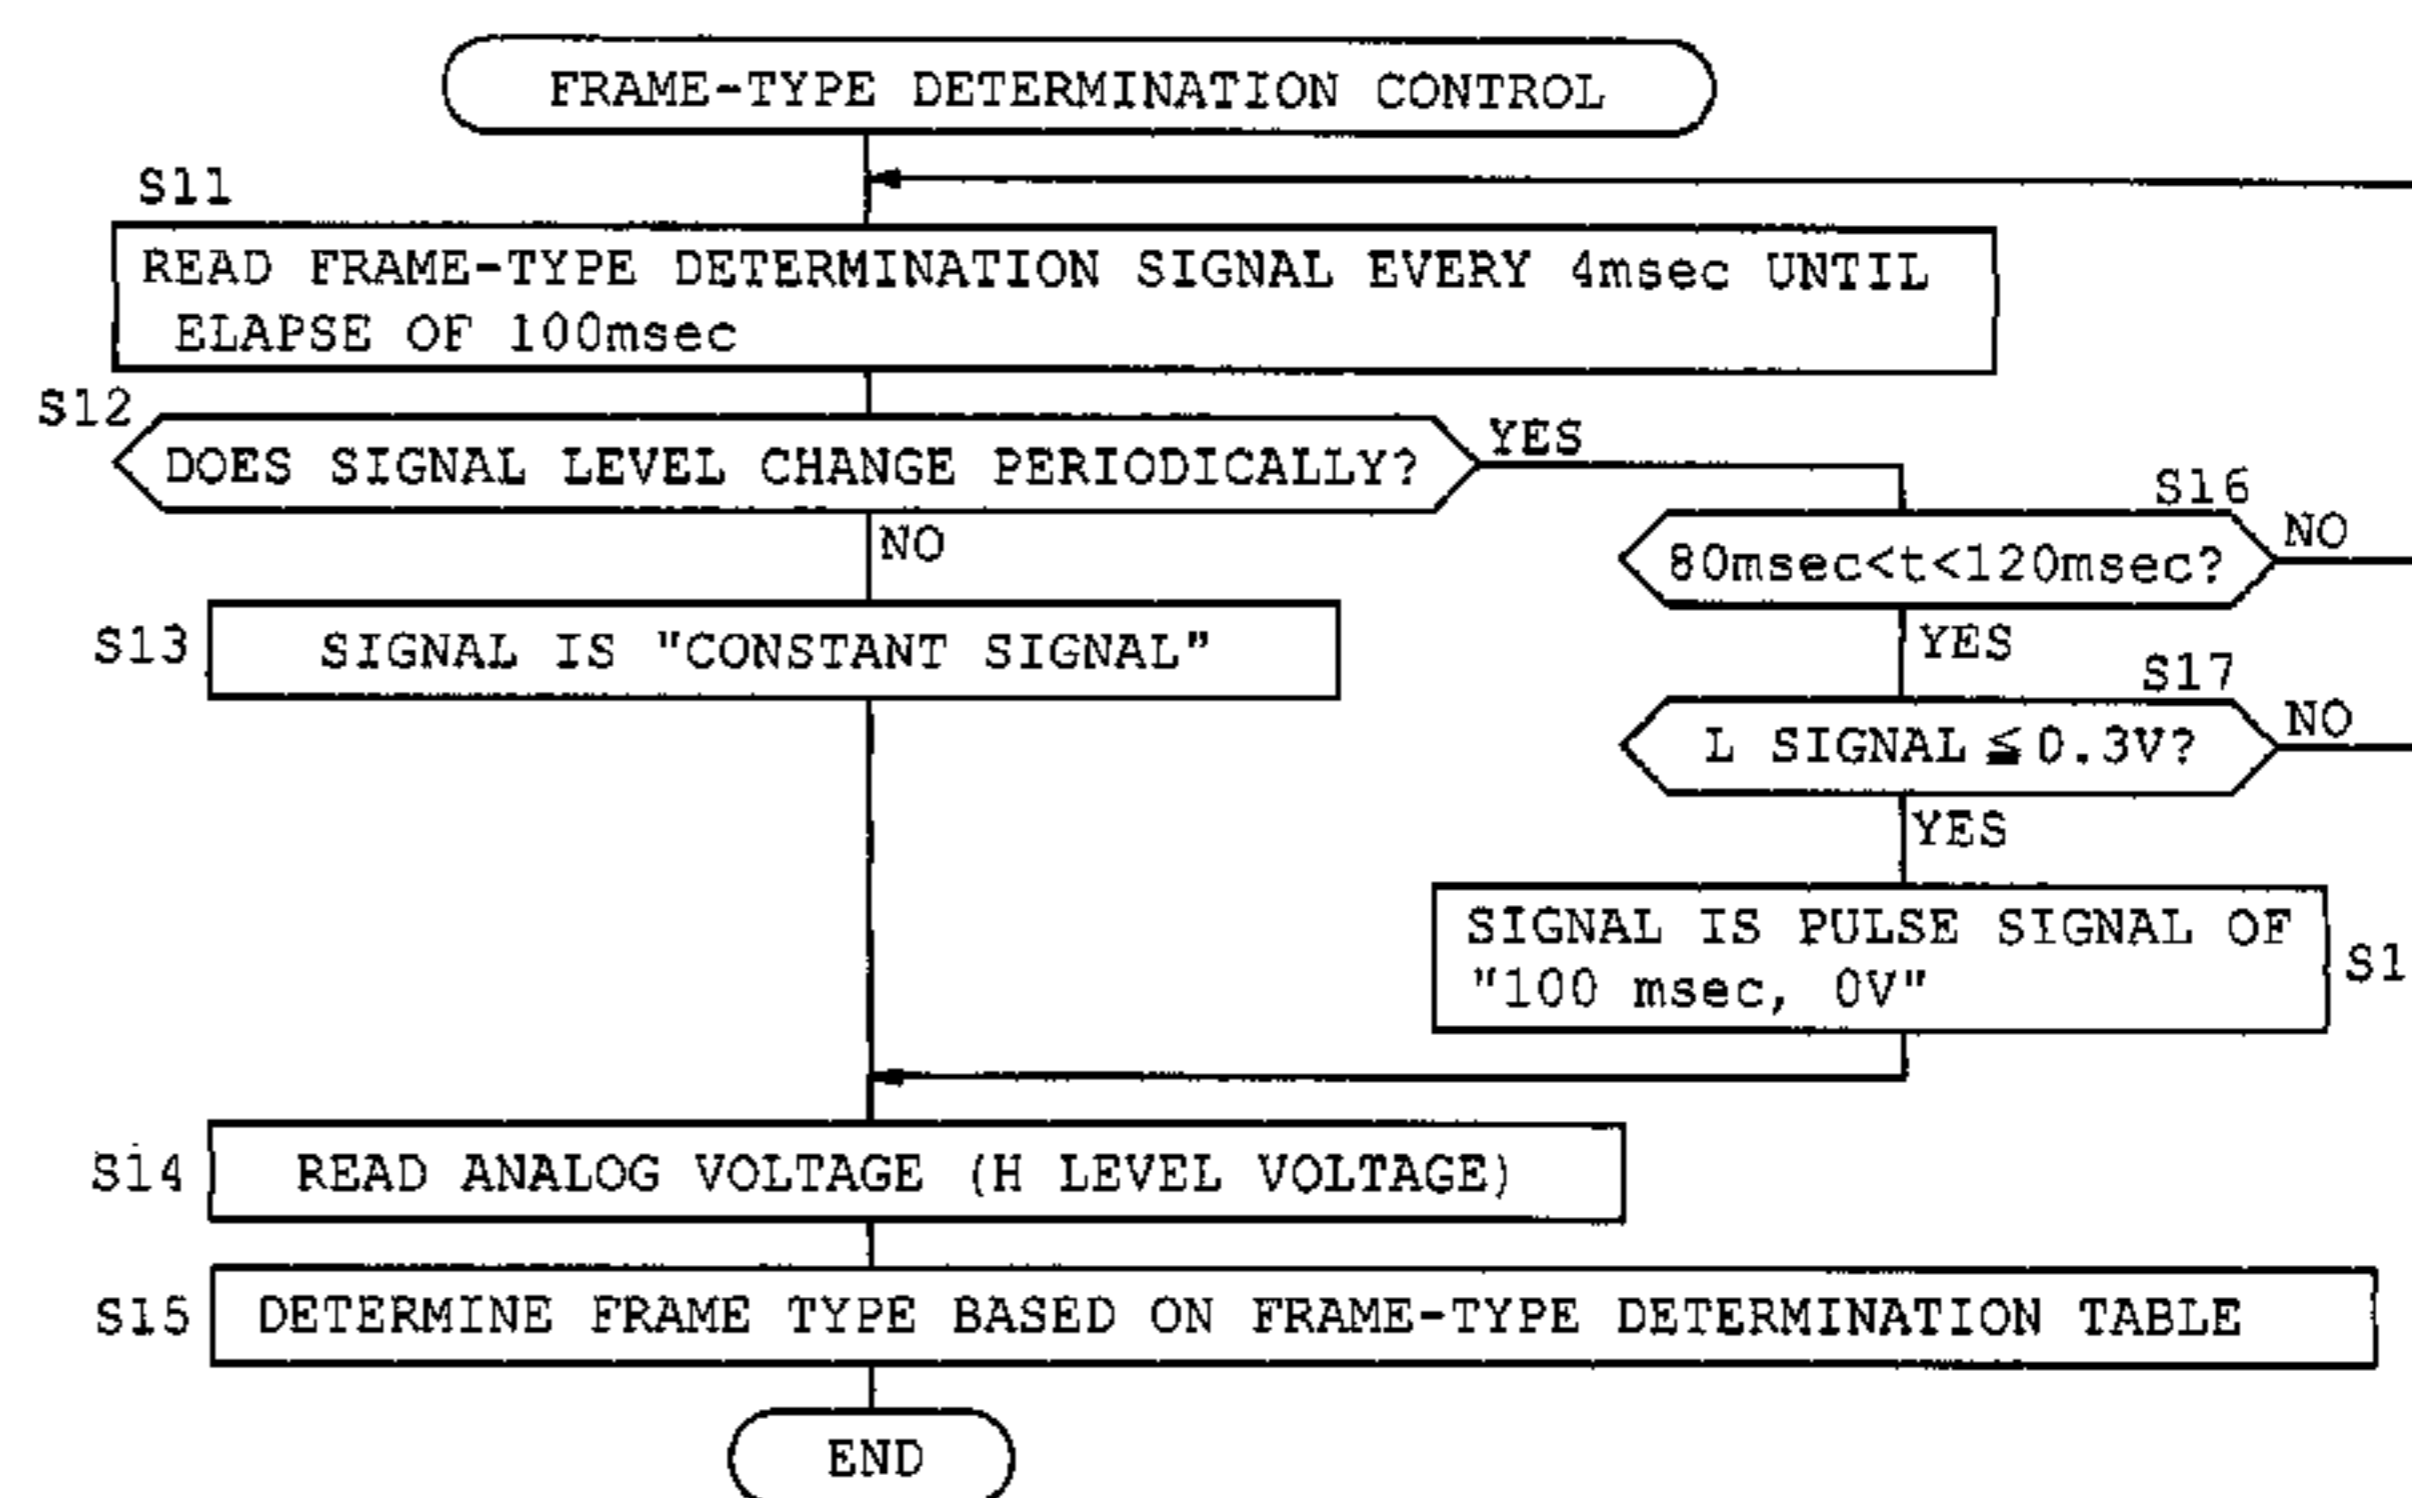 FRAME-TYPE DETERMINATION CONTROL
S11
READ FRAME-TYPE DETERMINATION SIGNAL EVERY 4msec UNTIL
ELAPSE OF 100msec
S12
DOES SIGNAL LEVEL CHANGE PERIODICALLY?
YES
NO
S16
80msec<t<120msec?
NO
YES
S13
SIGNAL IS "CONSTANT SIGNAL"
S17
L SIGNAL≦0.3V?
NO
YES
SIGNAL IS PULSE SIGNAL OF
"100 msec, 0V"
S1
S14
READ ANALOG VOLTAGE (H LEVEL VOLTAGE)
S15
DETERMINE FRAME TYPE BASED ON FRAME-TYPE DETERMINATION TABLE
END